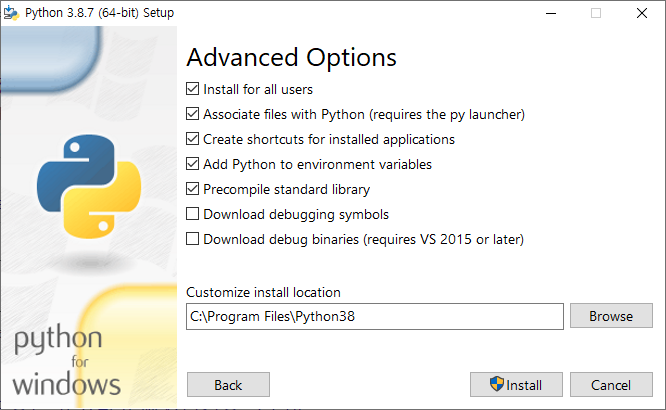 Python 3.8.7 (64-bit) Setup
Advanced Options
Install for all users
Associate files with Python (requires the py launcher)
Create shortcuts for installed applications
Add Python to environment variables
Precompile standard library
Download debugging symbols
Download debug binaries (requires VS 2015 or later)
Customize install location
C:\Program Files\Python38
Browse
python
for
windows
Back
Install
Cancel